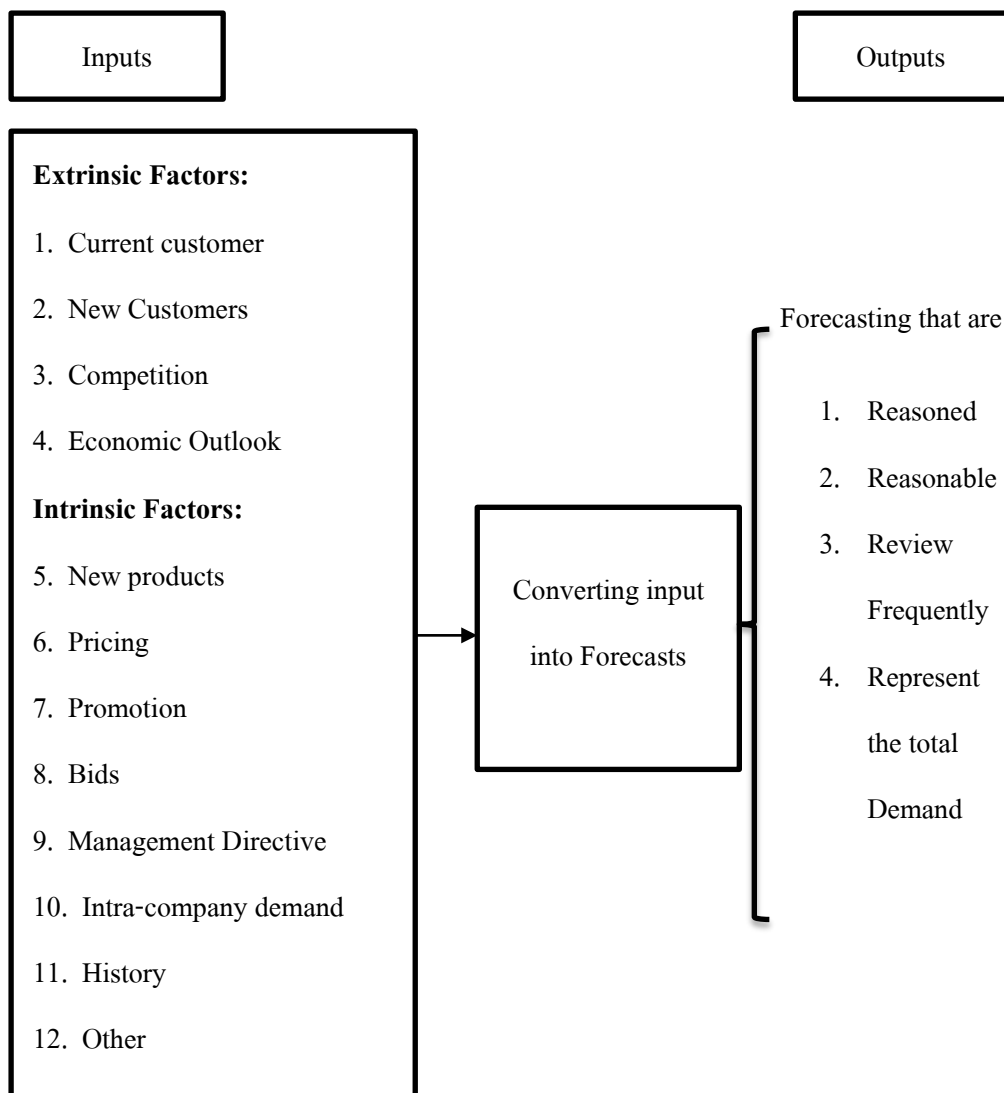 Inputs
Outputs
Extrinsic Factors:
1. Current customer
2. New Customers
3. Competition
4. Economic Outlook
Intrinsic Factors:
5. New products
6. Pricing
7. Promotion
8. Bids
9. Management Directive
10. Intra-company demand
11. History
12. Other
Converting input
into Forecasts
Forecasting that are
1. Reasoned
2. Reasonable
3. Review
Frequently
4. Represent
the total
Demand